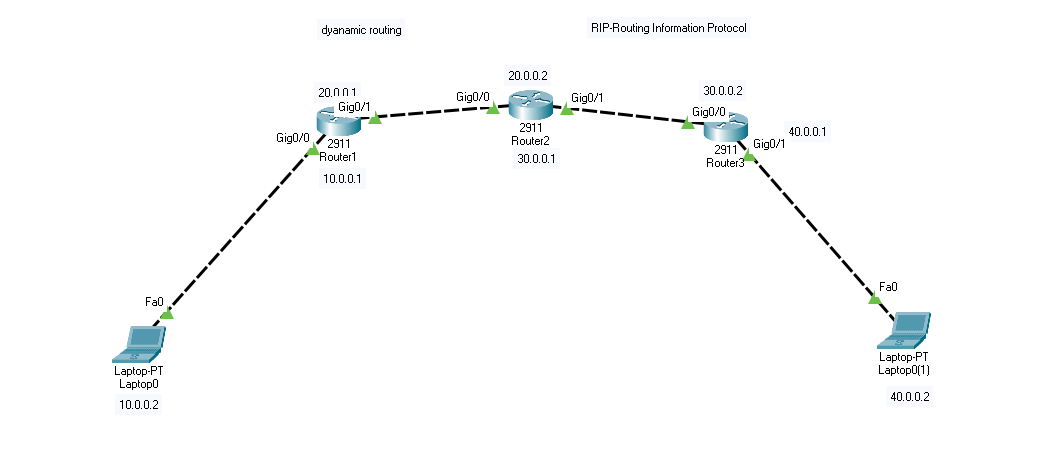 dyanamic routing
RIP-Routing Information Protocol
20.0.0.1
Gig0/1
Gig0/0
2911
Router1
10.0.0.1
20.0.0.2
Gig0/0
Gig0/1
2911
Router2
30.0.0.1
30.0.0.2
Gig0/0
40.0.0.1
2911
Router3
Gig0/1
Fa0
Laptop-PT
Laptop0
10.0.0.2
Fa0
Laptop-PT
Laptop0(1)
40.0.0.2